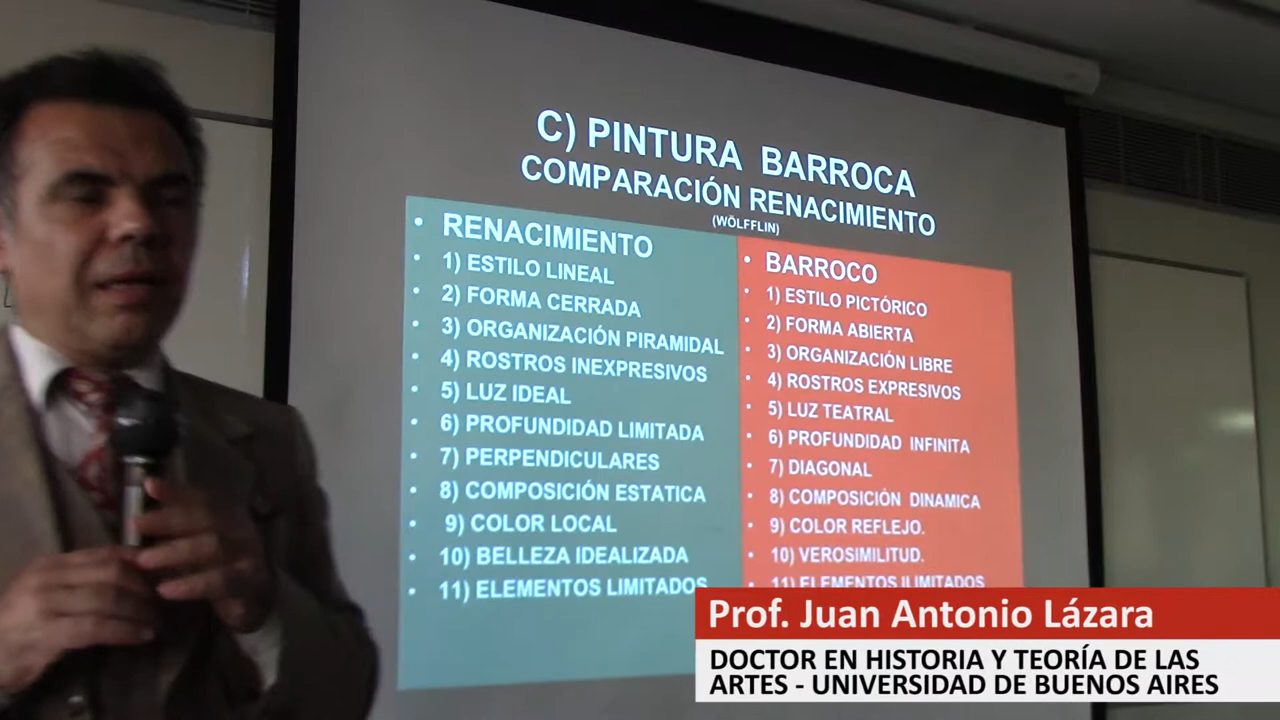 C) PINTURA BARROCA
COMPARACIÓN RENACIMIENTO
(WÖLFFLIN)
• RENACIMIENTO
• 1) ESTILO LINEAL
• 2) FORMA CERRADA
• 3) ORGANIZACIÓN PIRAMIDAL
• 4) ROSTROS INEXPRESIVOS
• 5) LUZ IDEAL
• 6) PROFUNDIDAD LIMITADA
• 7) PERPENDICULARES
• 8) COMPOSICIÓN ESTATICA
• 9) COLOR LOCAL
• 10) BELLEZA IDEALIZADA
• 11) ELEMENTOS LIMITADOS
• BARROCO
• 1) ESTILO PICTÓRICO
• 2) FORMA ABIERTA
• 3) ORGANIZACIÓN LIBRE
• 4) ROSTROS EXPRESIVOS
• 5) LUZ TEATRAL
• 6) PROFUNDIDAD INFINITA
• 7) DIAGONAL
• 8) COMPOSICIÓN DINAMICA
• 9) COLOR REFLEJO.
• 10) VEROSIMILITUD.
• 11) ELEMENTOS ILIMITADOS
Prof. Juan Antonio Lázara
DOCTOR EN HISTORIA Y TEORÍA DE LAS
ARTES - UNIVERSIDAD DE BUENOS AIRES